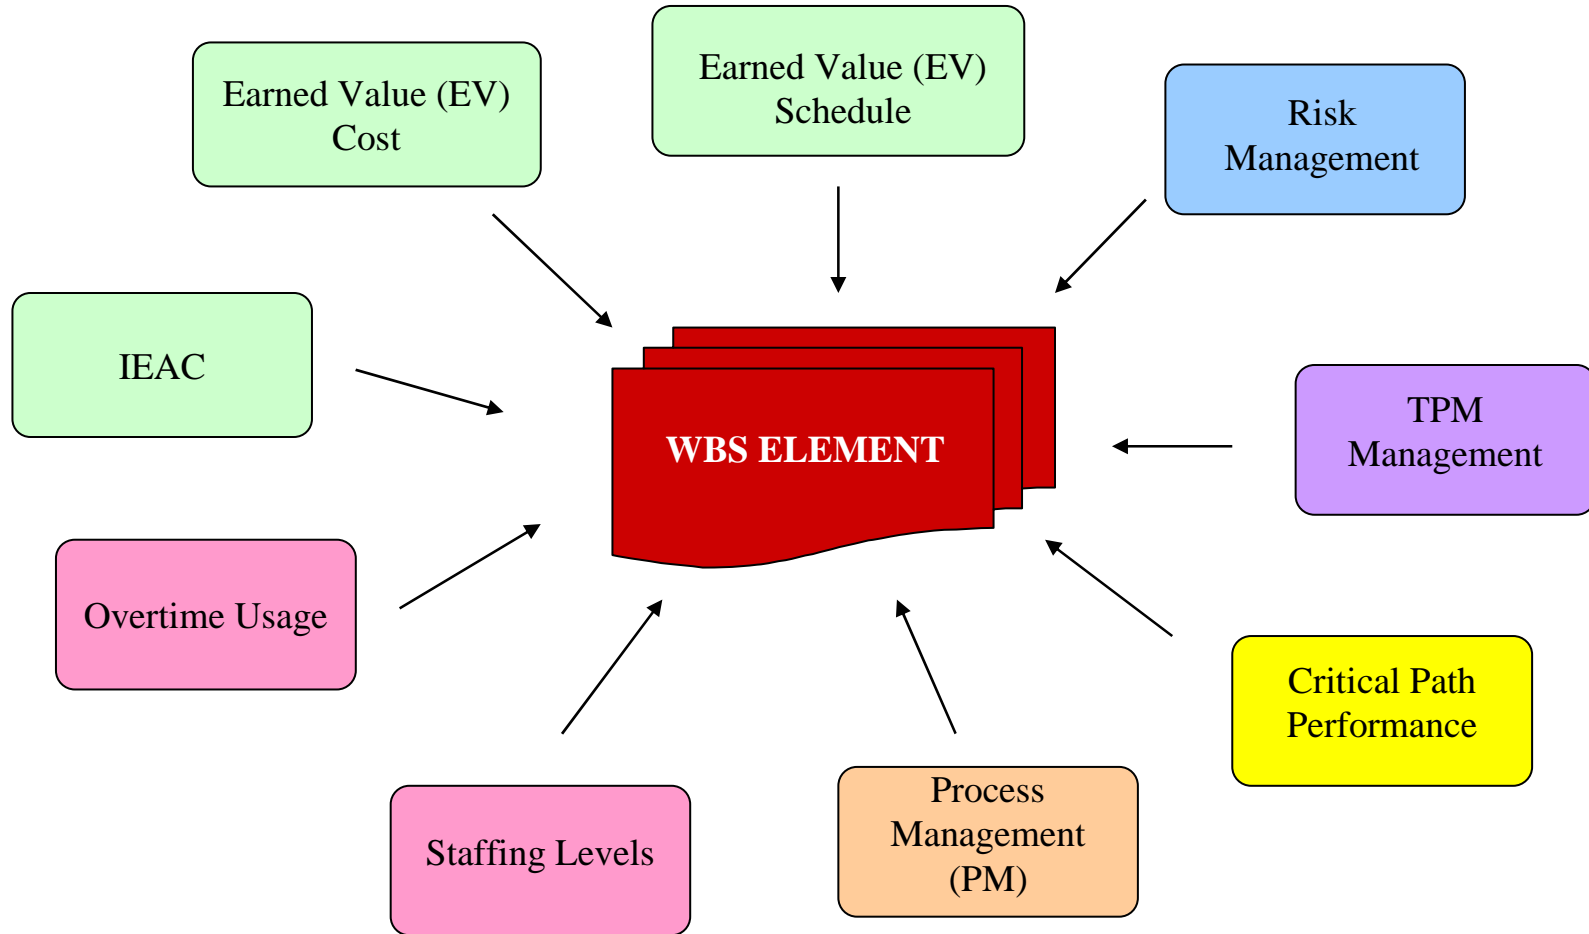 Earned Value (EV)
Cost
Earned Value (EV)
Schedule
Risk
Management
IEAC
WBS ELEMENT
TPM
Management
Overtime Usage
Critical Path
Performance
Staffing Levels
Process
Management
(PM)